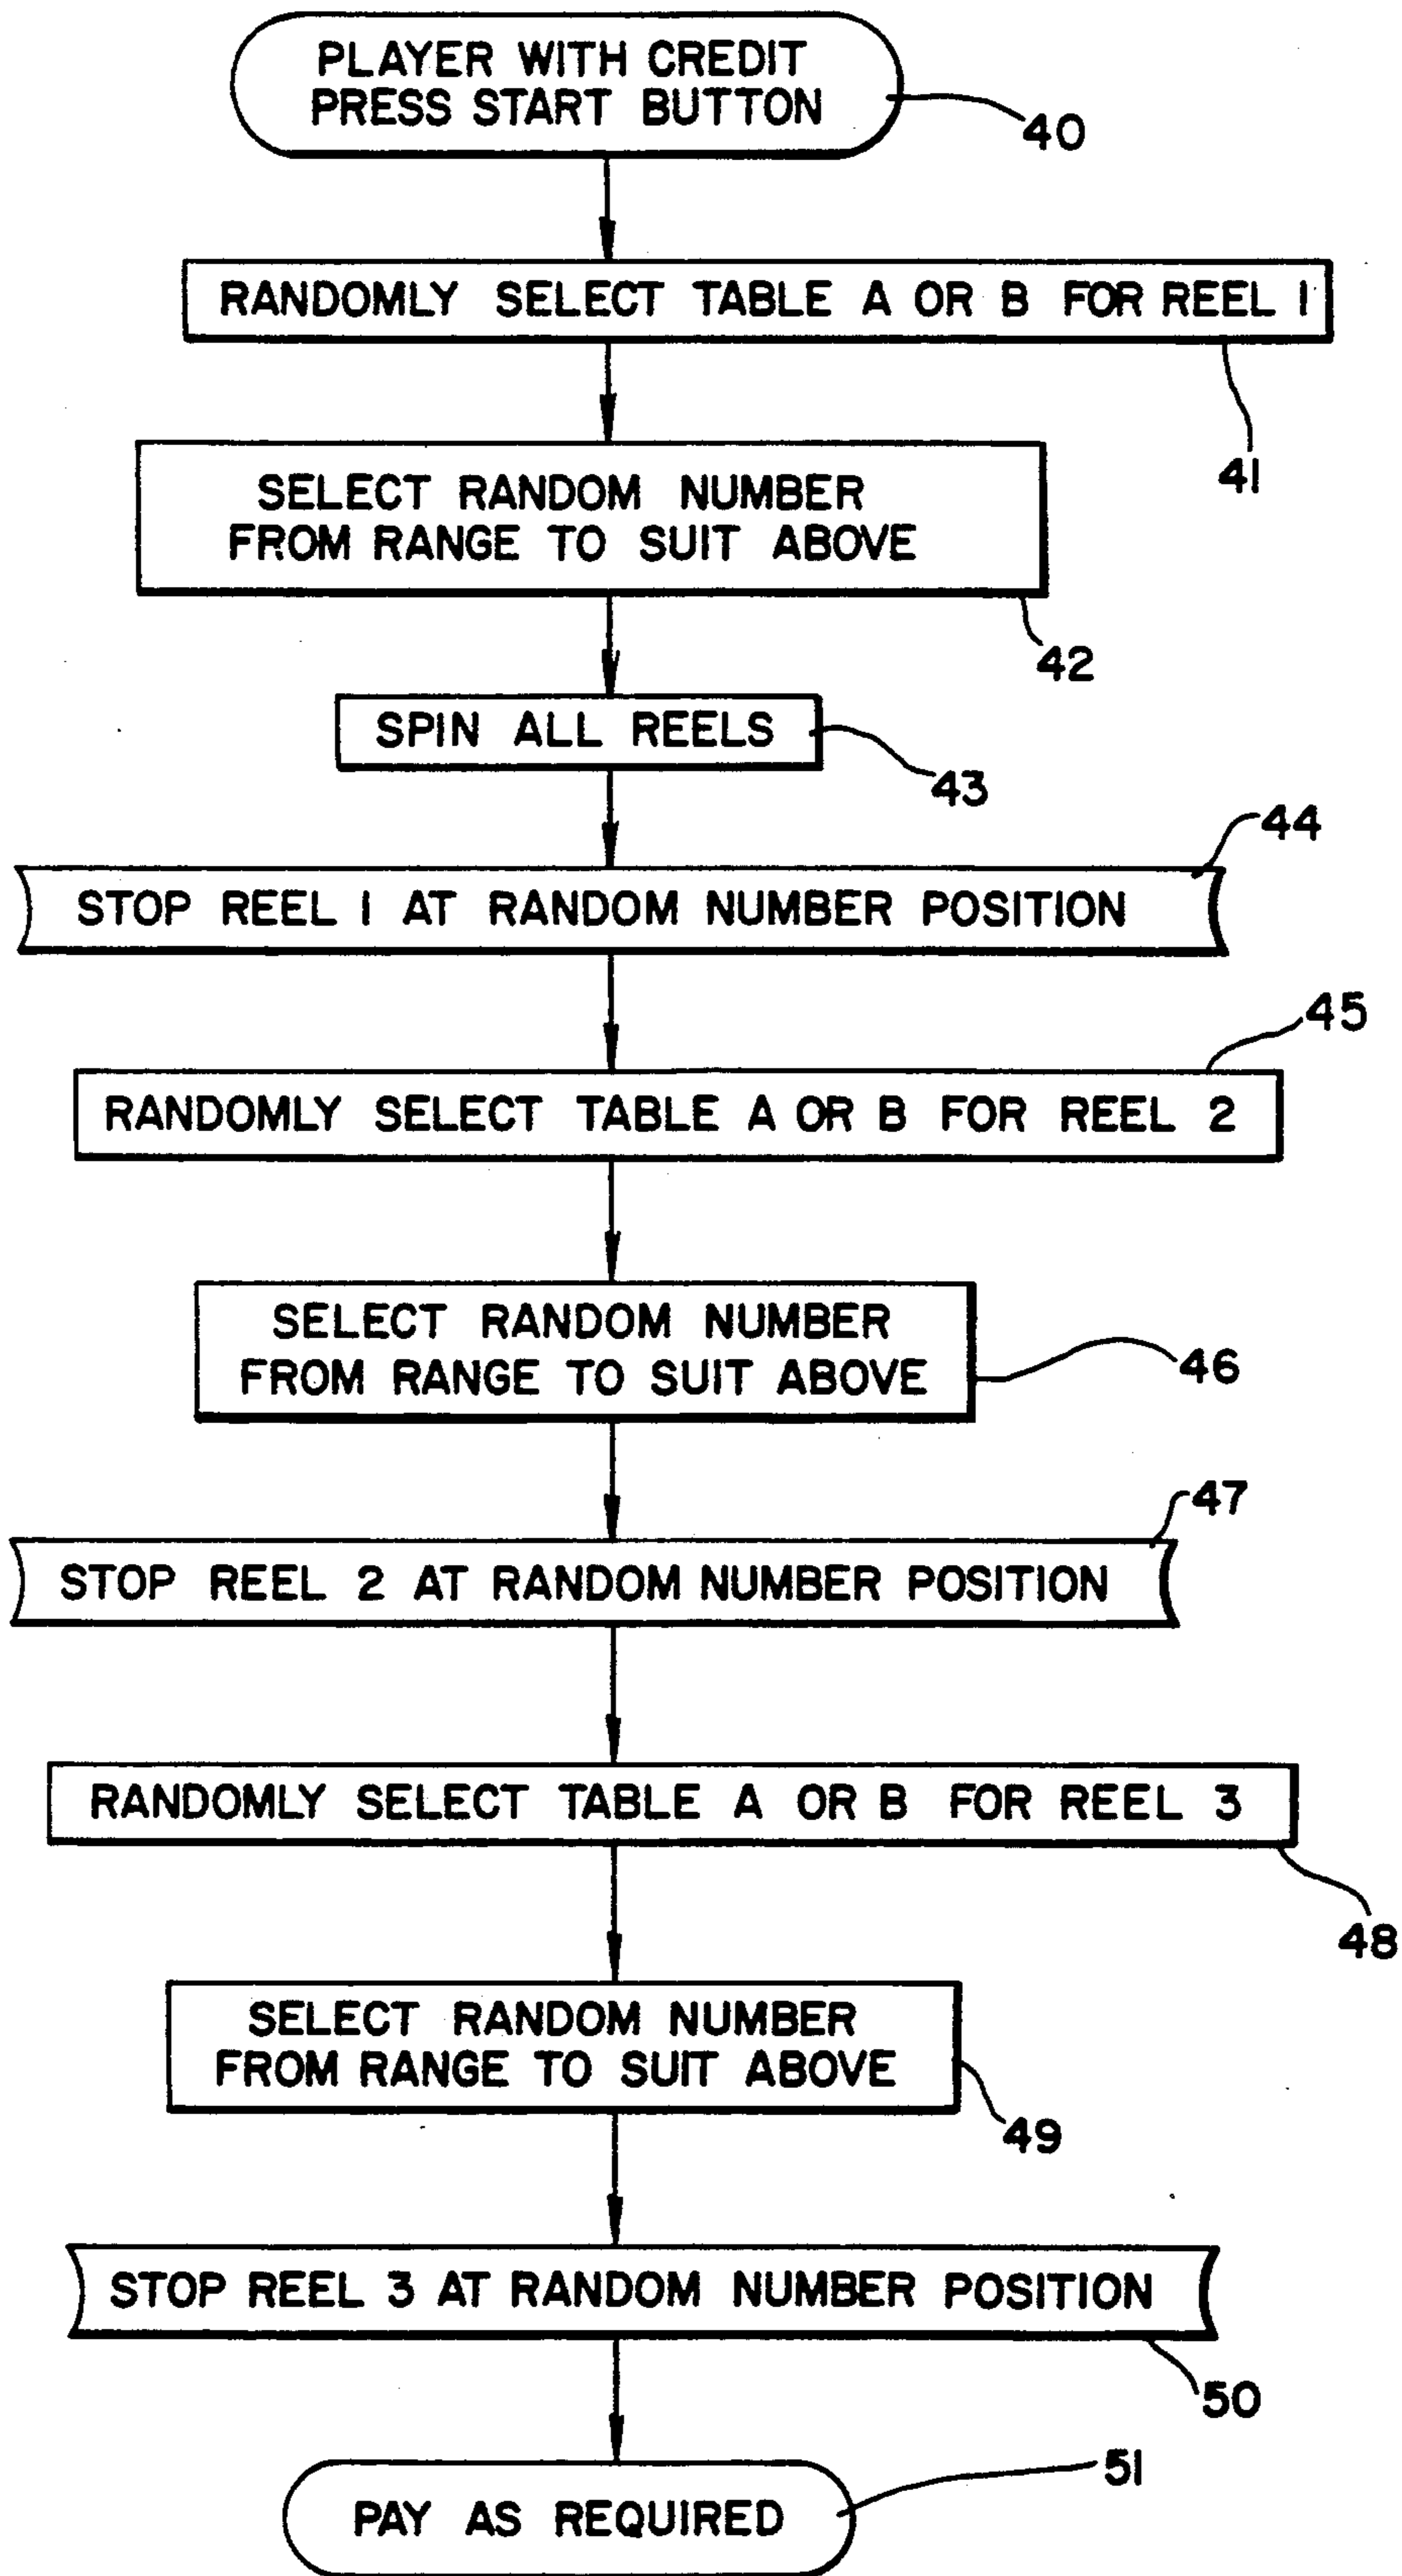 PLAYER WITH CREDIT
PRESS START BUTTON
40
RANDOMLY SELECT TABLE A OR B FOR REEL 1
41
SELECT RANDOM NUMBER
FROM RANGE TO SUIT ABOVE
42
SPIN ALL REELS
43
44
STOP REEL 1 AT RANDOM NUMBER POSITION
45
RANDOMLY SELECT TABLE A OR B FOR REEL 2
SELECT RANDOM NUMBER
FROM RANGE TO SUIT ABOVE
46
47
STOP REEL 2 AT RANDOM NUMBER POSITION
RANDOMLY SELECT TABLE A OR B FOR REEL 3
48
SELECT RANDOM NUMBER
FROM RANGE TO SUIT ABOVE
49
STOP REEL 3 AT RANDOM NUMBER POSITION
50
51
PAY AS REQUIRED